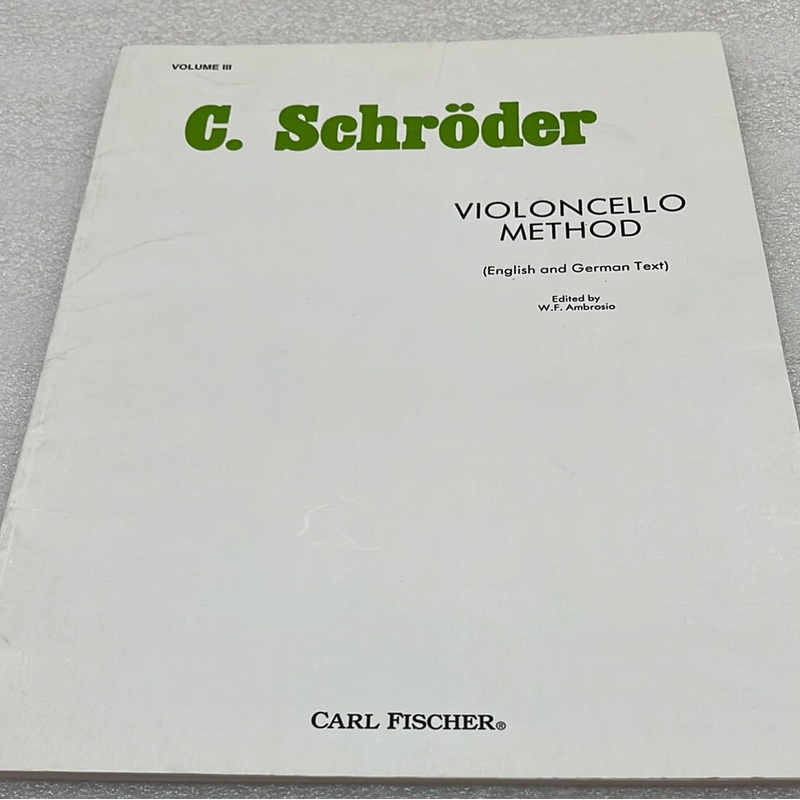 VOLUME III
C. Schröder
VIOLONCELLO
METHOD
(English and German Text)
Edited by
W.F. Ambrosio
CARL FISCHER®